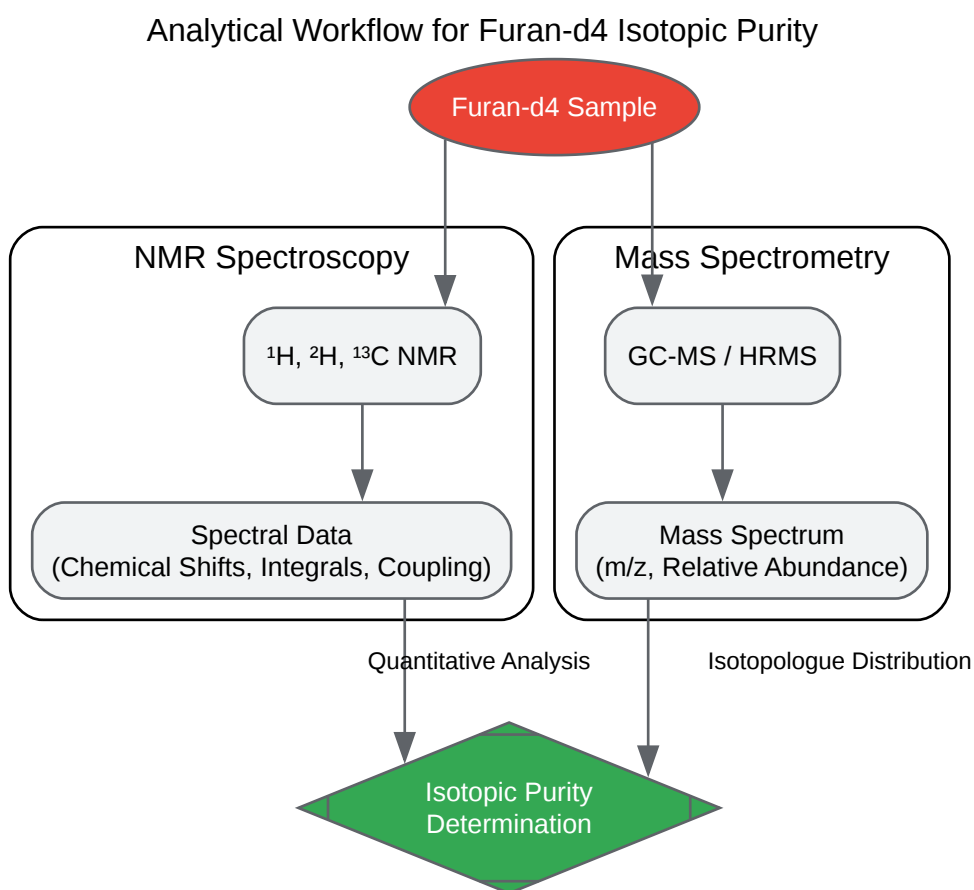 Analytical Workflow for Furan-d4 Isotopic Purity
Furan-d4 Sample
NMR Spectroscopy
Mass Spectrometry
¹H, ²H, ¹³C NMR
GC-MS / HRMS
Spectral Data
(Chemical Shifts, Integrals, Coupling)
Mass Spectrum
(m/z, Relative Abundance)
Quantitative Analysis
Isotopologue Distribution
Isotopic Purity
Determination